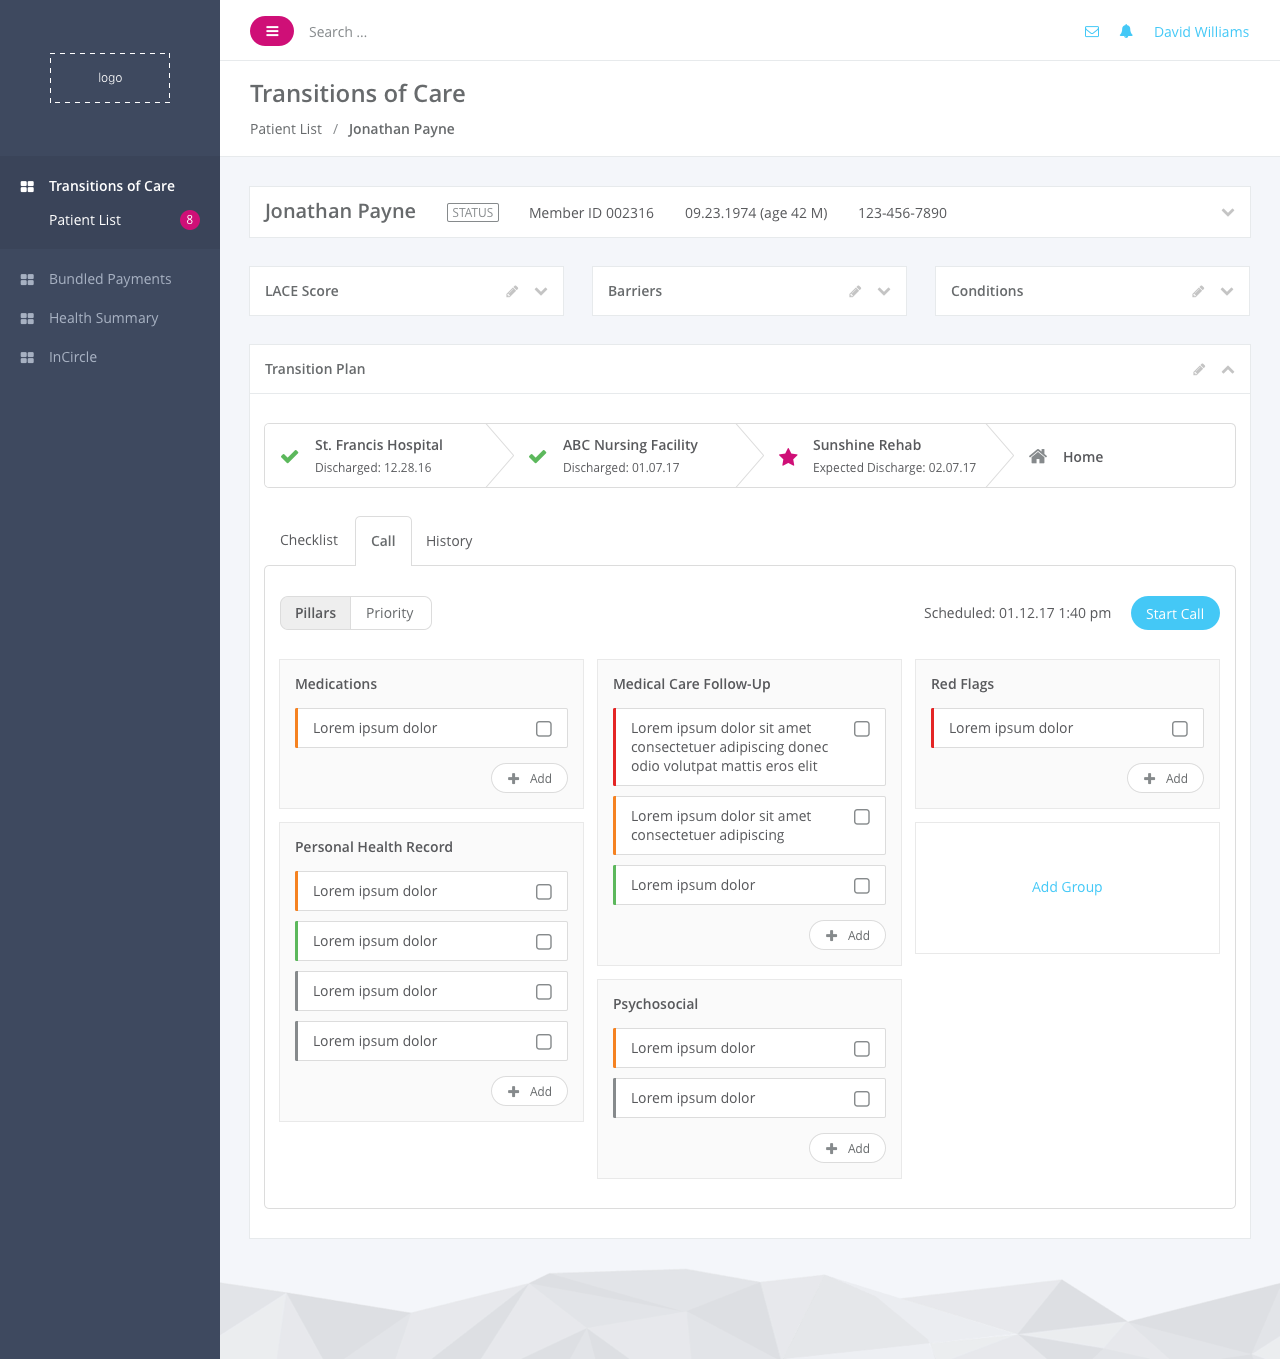 logo
Transitions of Care
Patient List 8
Bundled Payments
Health Summary
InCircle
Search ...
David Williams
Transitions of Care
Patient List / Jonathan Payne
Jonathan Payne STATUS Member ID 002316 09.23.1974 (age 42 M) 123-456-7890
LACE Score
Barriers
Conditions
Transition Plan
St. Francis Hospital
Discharged: 12.28.16
ABC Nursing Facility
Discharged: 01.07.17
Sunshine Rehab
Expected Discharge: 02.07.17
Home
Checklist Call History
Pillars Priority
Scheduled: 01.12.17 1:40 pm Start Call
Medications
Lorem ipsum dolor
Add
Personal Health Record
Lorem ipsum dolor
Lorem ipsum dolor
Lorem ipsum dolor
Lorem ipsum dolor
Add
Medical Care Follow-Up
Lorem ipsum dolor sit amet
consectetuer adipiscing donec
odio volutpat mattis eros elit
Lorem ipsum dolor sit amet
consectetuer adipiscing
Lorem ipsum dolor
Add
Psychosocial
Lorem ipsum dolor
Lorem ipsum dolor
Add
Red Flags
Lorem ipsum dolor
Add
Add Group